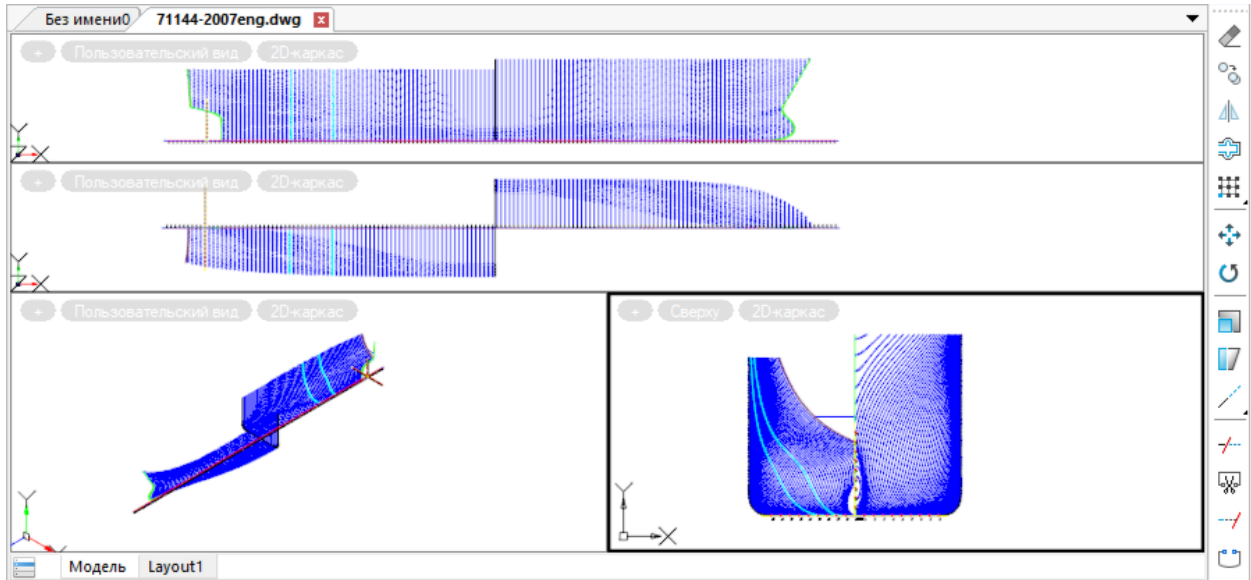 Без имени0 71144-2007eng.dwg
+ Пользовательский вид 2D-каркас
Y
Z X
+ Пользовательский вид 2D-каркас
Y
Z X
+ Пользовательский вид 2D-каркас
+ Сверху 2D-каркас
Y
Y
X
Модель Layout1